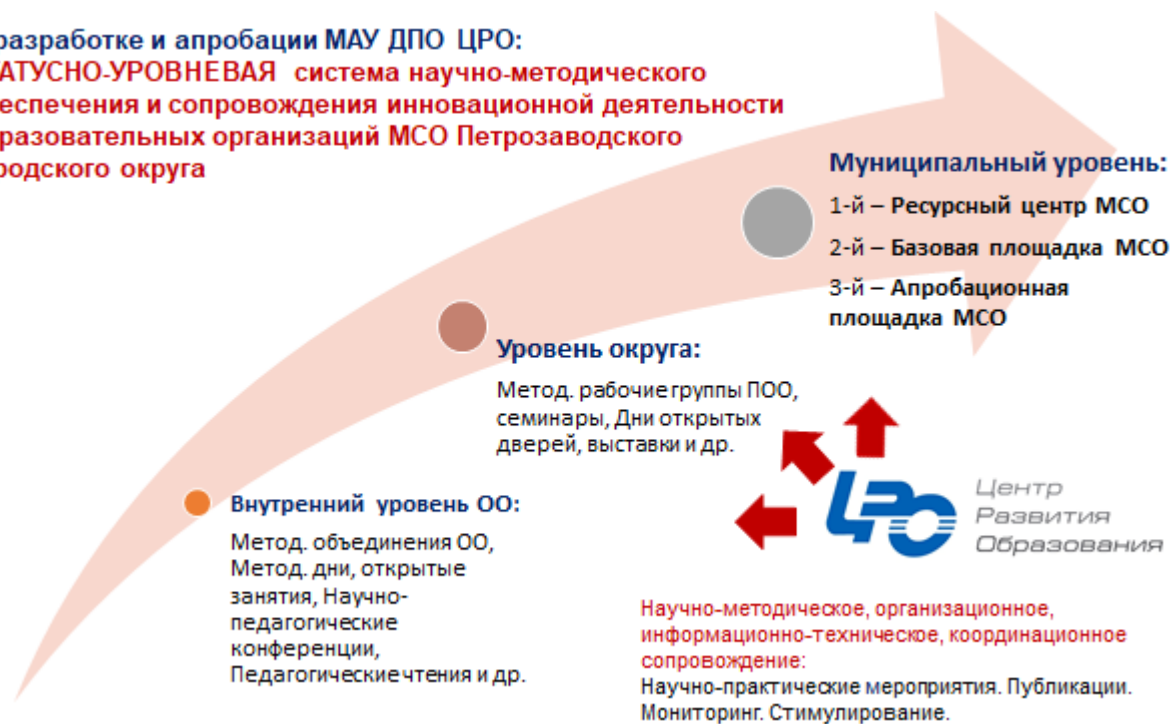 разработке и апробации МАУ ДПО ЦРО:
АТУСНО-УРОВНЕВАЯ система научно-методического
еспечения и сопровождения инновационной деятельности
разовательных организаций МСО Петрозаводского
родского округа
Муниципальный уровень:
1-й – Ресурсный центр МСО
2-й – Базовая площадка МСО
3-й – Апробационная
площадка МСО
Уровень округа:
Метод. рабочие группы ПОО,
семинары, Дни открытых
дверей, выставки и др.
Внутренний уровень ОО:
Метод. объединения ОО,
Метод. дни, открытые
занятия, Научно-
педагогические
конференции,
Педагогические чтения и др.
ЦРО
Центр
Развития
Образования
Научно-методическое, организационное,
информационно-техническое, координационное
сопровождение:
Научно-практические мероприятия. Публикации.
Мониторинг. Стимулирование.